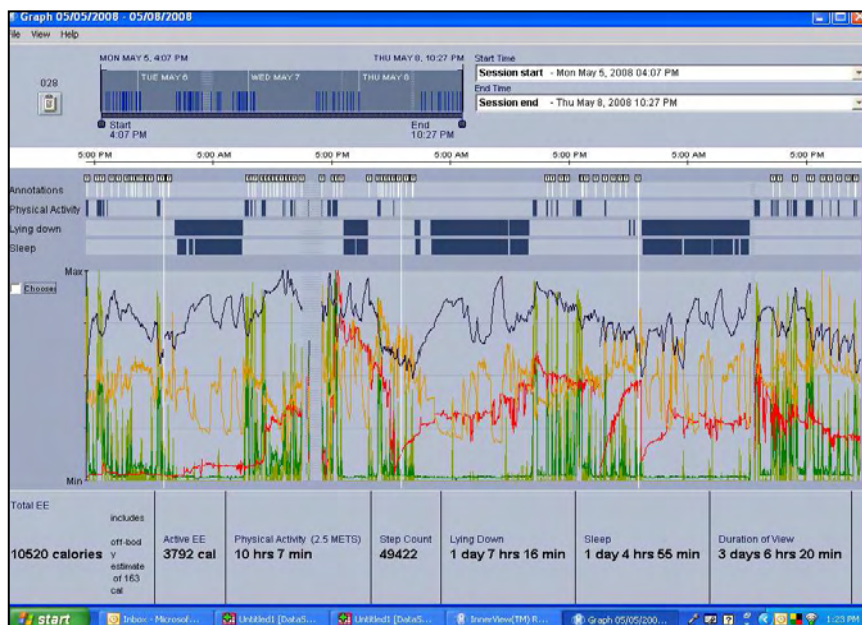 Graph 05/05/2008 - 05/08/2008
File View Help
MON MAY 5, 4:07 PM THU MAY 8, 10:27 PM
TUE MAY 6 WED MAY 7 THU MAY 8
028
Start
4:07 PM
End
10:27 PM
Start Time
Session start - Mon May 5, 2008 04:07 PM
End Time
Session end - Thu May 8, 2008 10:27 PM
5:00 PM 5:00 AM 5:00 PM 5:00 AM 5:00 PM 5:00 AM 5:00 PM
Annotations
Physical Activity
Lying down
Sleep
Max
Choose
Min
Total EE
10520 calories
includes
off-bod
y
estimate
of 163
cal
Active EE
3792 cal
Physical Activity (2.5 METS)
10 hrs 7 min
Step Count
49422
Lying Down
1 day 7 hrs 16 min
Sleep
1 day 4 hrs 55 min
Duration of View
3 days 6 hrs 20 min
start Inbox - Microsof... Untitled1 [DataS... Untitled1 [DataS... InnerView(TM) R... Graph 05/05/200... 1:23 PM